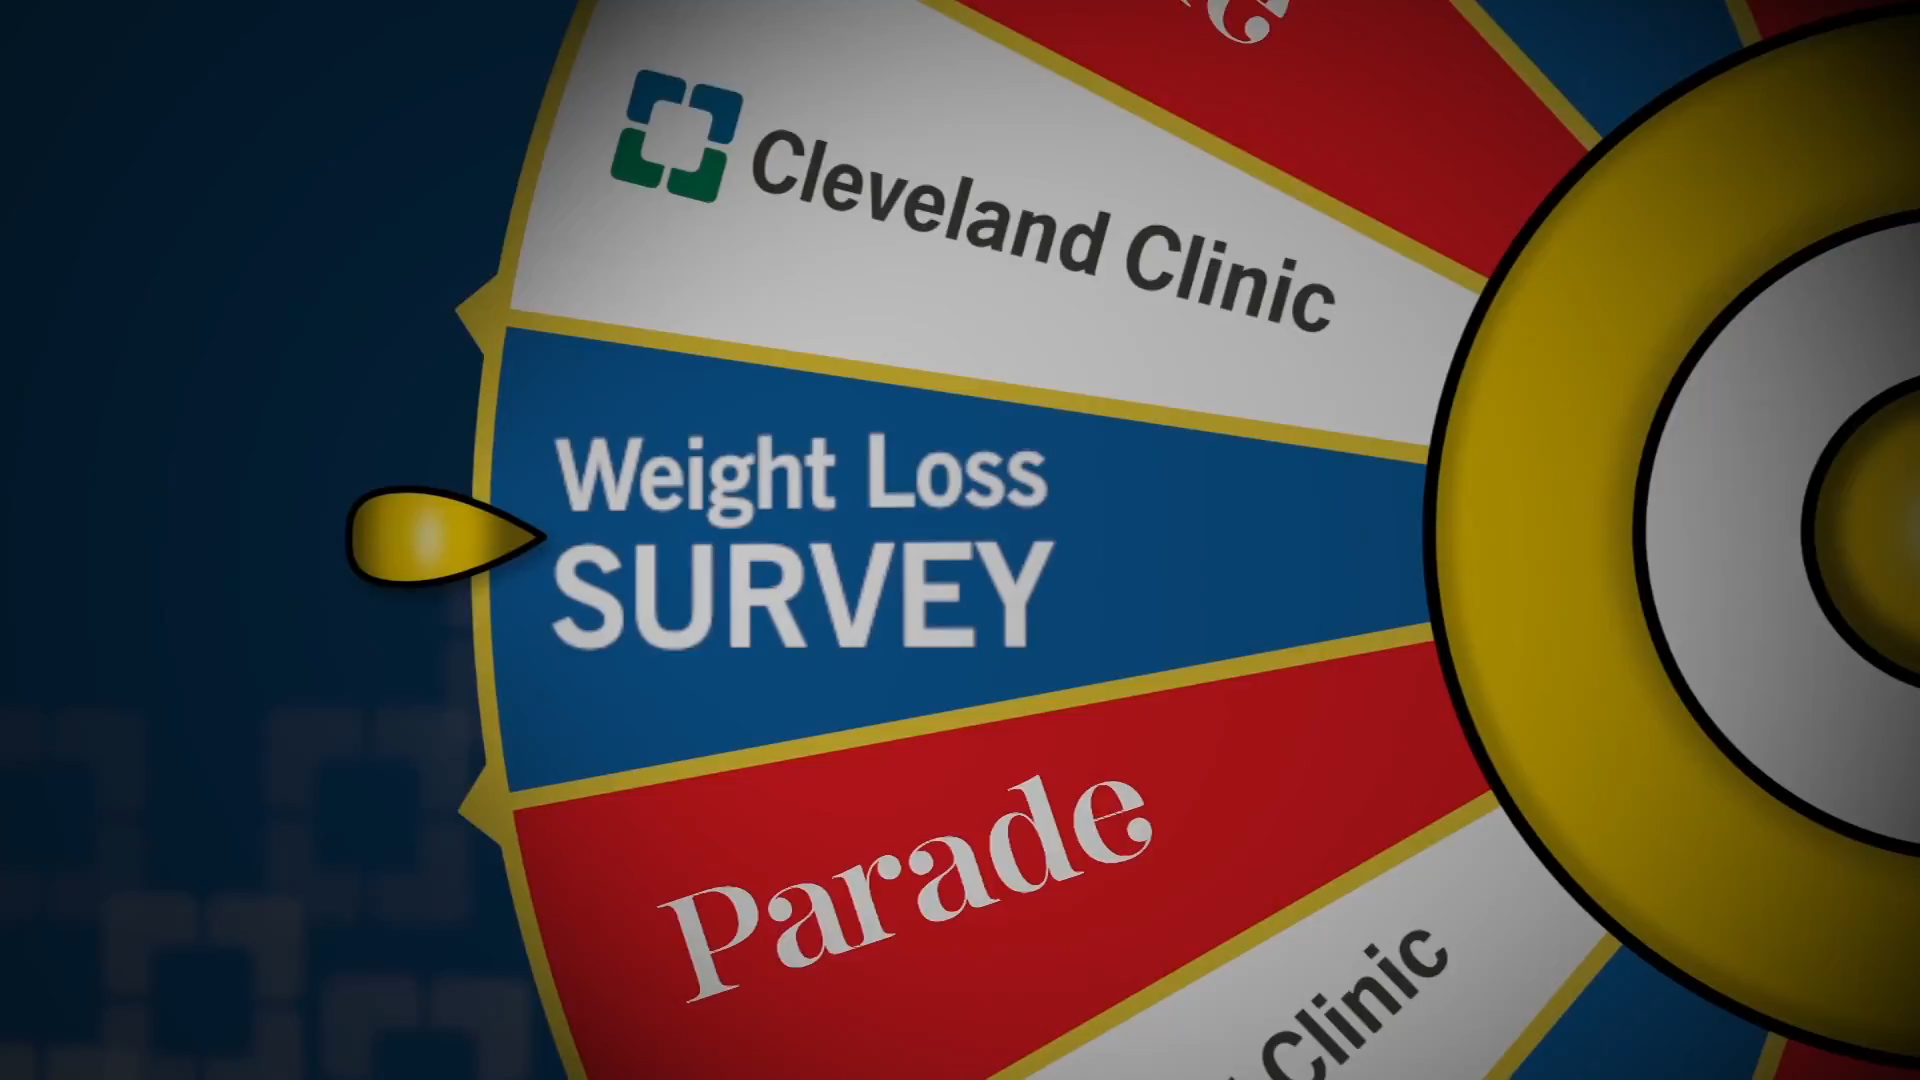 Cleveland Clinic
Weight Loss
SURVEY
Parade
Clinic